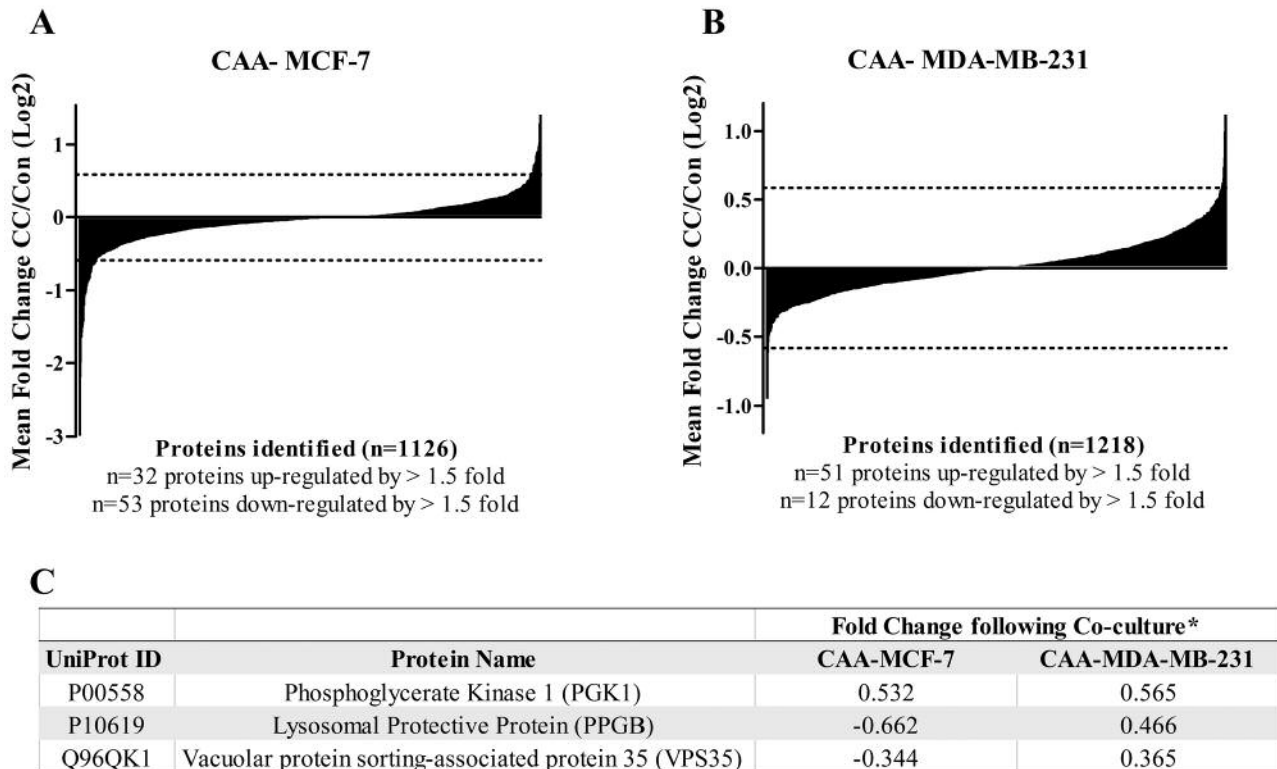 A
CAA- MCF-7
Mean Fold Change CC/Con (Log2)
1
0
-1
-2
-3
Proteins identified (n=1126)
n=32 proteins up-regulated by > 1.5 fold
n=53 proteins down-regulated by > 1.5 fold
B
CAA- MDA-MB-231
Mean Fold Change CC/Con (Log2)
1.0
0.5
0.0
-0.5
-1.0
Proteins identified (n=1218)
n=51 proteins up-regulated by > 1.5 fold
n=12 proteins down-regulated by > 1.5 fold
C
Fold Change following Co-culture*
UniProt ID Protein Name CAA-MCF-7 CAA-MDA-MB-231
P00558 Phosphoglycerate Kinase 1 (PGK1) 0.532 0.565
P10619 Lysosomal Protective Protein (PPGB) -0.662 0.466
Q96QK1 Vacuolar protein sorting-associated protein 35 (VPS35) -0.344 0.365